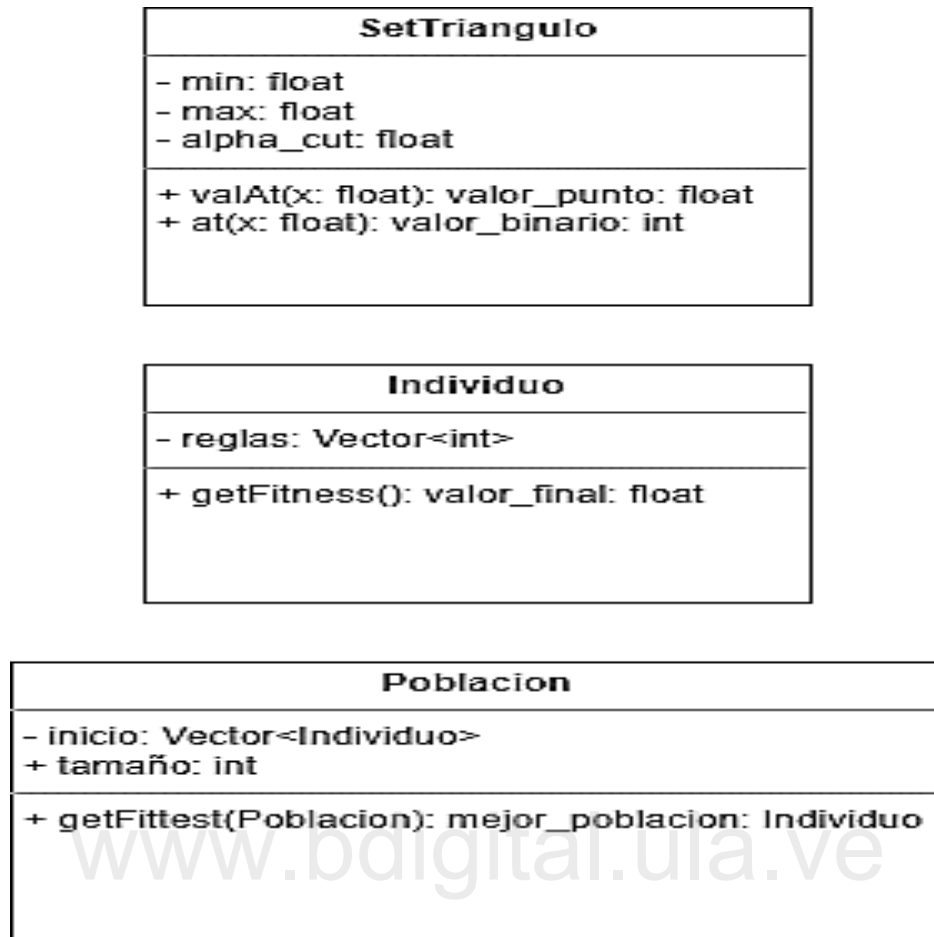 SetTriangulo
- min: float
- max: float
- alpha_cut: float
+ valAt(x: float): valor_punto: float
+ at(x: float): valor_binario: int
Individuo
- reglas: Vector<int>
+ getFitness(): valor_final: float
Poblacion
- inicio: Vector<Individuo>
+ tamaño: int
+ getFittest(Poblacion): mejor_poblacion: Individuo
www.bdigital.ula.ve